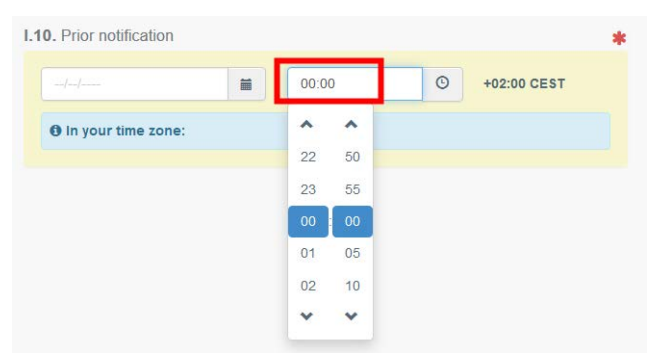 I.10. Prior notification *
--/--/---- 00:00 +02:00 CEST
In your time zone:
22 50
23 55
00 : 00
01 05
02 10